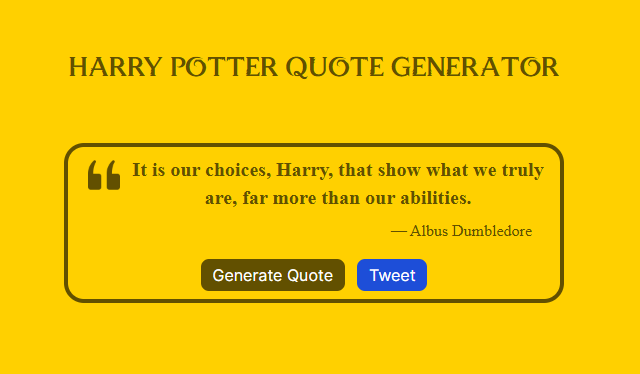 HARRY POTTER QUOTE GENERATOR
It is our choices, Harry, that show what we truly
are, far more than our abilities.
— Albus Dumbledore
Generate Quote
Tweet